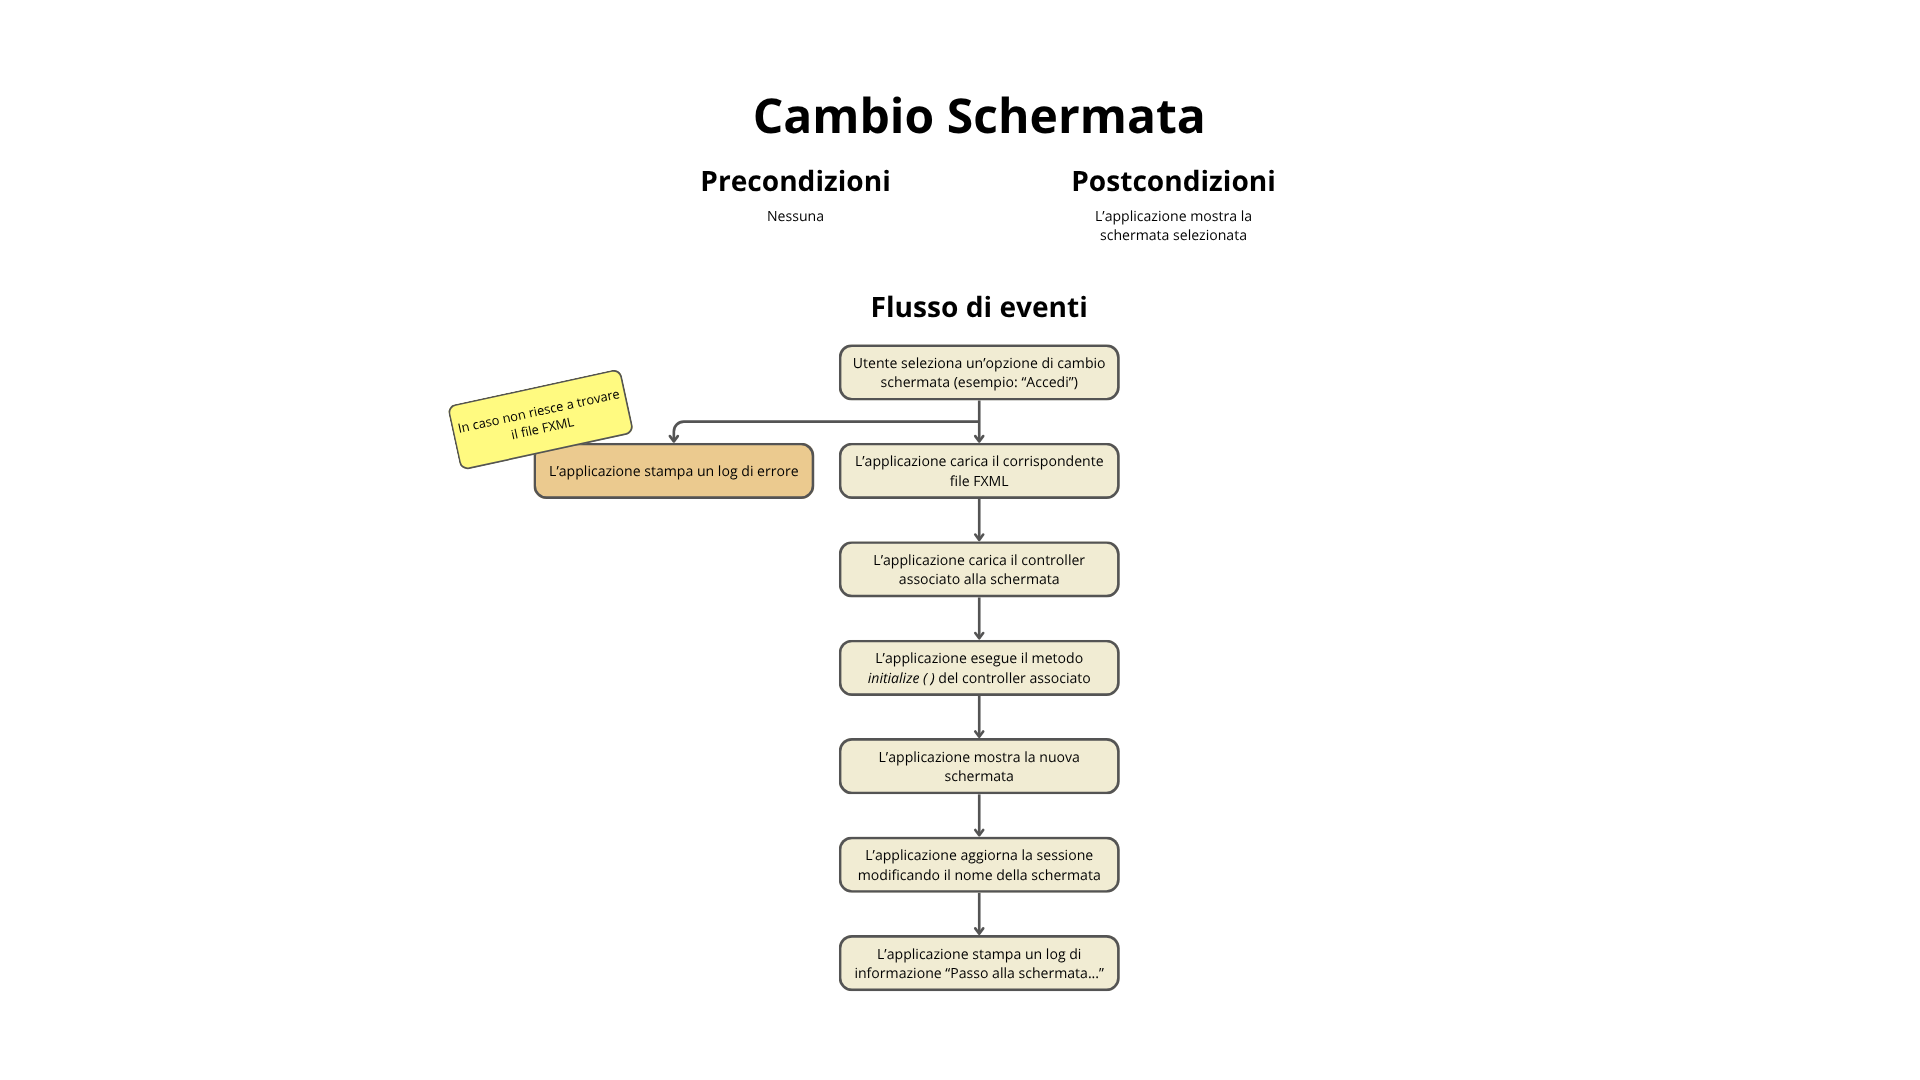 Cambio Schermata
Precondizioni
Nessuna
Postcondizioni
L’applicazione mostra la
schermata selezionata
Flusso di eventi
Utente seleziona un’opzione di cambio
schermata (esempio: “Accedi”)
In caso non riesce a trovare
il file FXML
L’applicazione stampa un log di errore
L’applicazione carica il corrispondente
file FXML
L’applicazione carica il controller
associato alla schermata
L’applicazione esegue il metodo
initialize ( ) del controller associato
L’applicazione mostra la nuova
schermata
L’applicazione aggiorna la sessione
modificando il nome della schermata
L’applicazione stampa un log di
informazione “Passo alla schermata...”